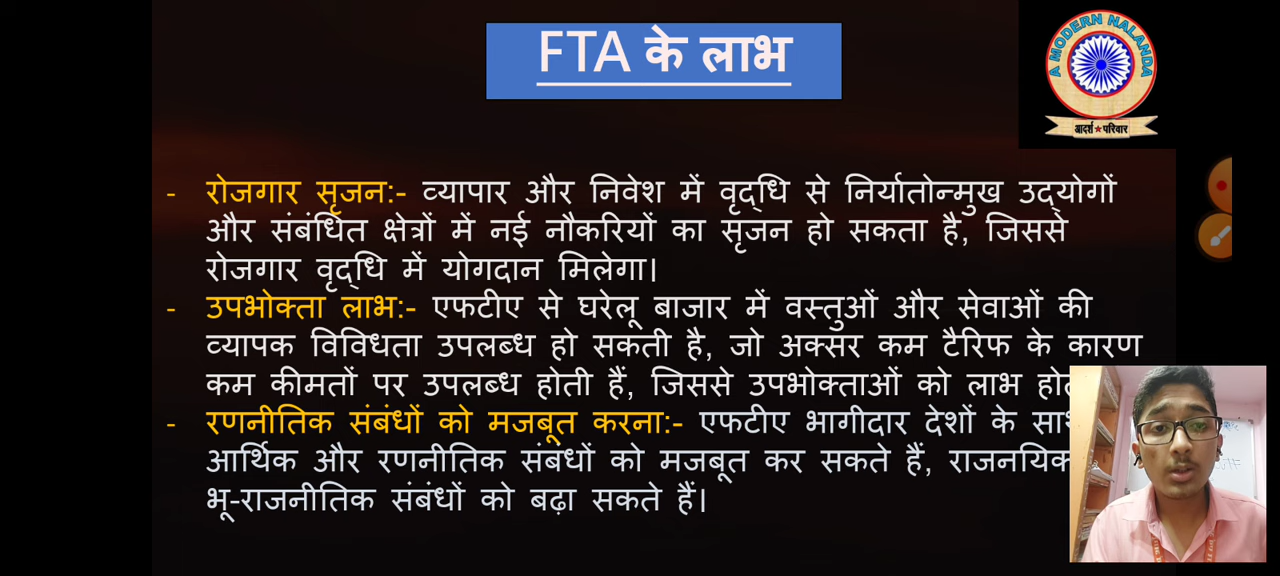 FTA के लाभ
A MODERN NALANDA
आदर्श ★ परिवार
- रोजगार सृजन:- व्यापार और निवेश में वृद्धि से निर्यातोन्मुख उद्योगों
और संबंधित क्षेत्रों में नई नौकरियों का सृजन हो सकता है, जिससे
रोजगार वृद्धि में योगदान मिलेगा।
- उपभोक्ता लाभ:- एफटीए से घरेलू बाजार में वस्तुओं और सेवाओं की
व्यापक विविधता उपलब्ध हो सकती है, जो अक्सर कम टैरिफ के कारण
कम कीमतों पर उपलब्ध होती हैं, जिससे उपभोक्ताओं को लाभ
- रणनीतिक संबंधों को मजबूत करना:- एफटीए भागीदार देशों के
आर्थिक और रणनीतिक संबंधों को मजबूत कर सकते हैं,
भू-राजनीतिक संबंधों को बढ़ा सकते हैं।